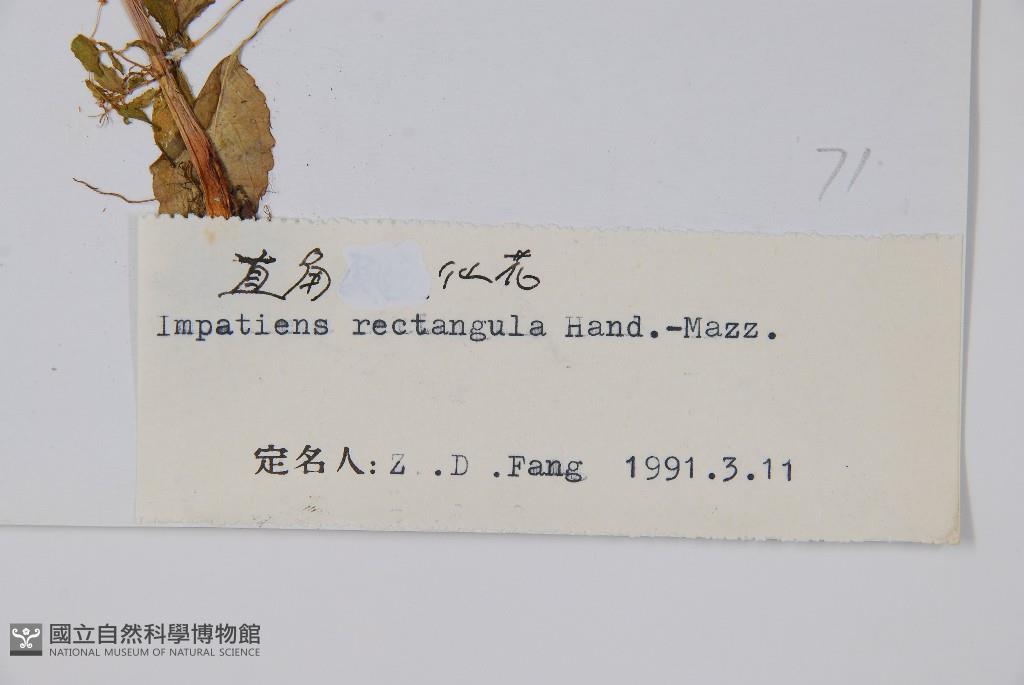 71
直角 仙花
Impatiens rectangula Hand.-Mazz.
定名人: Z .D .Fang 1991.3.11
國立自然科學博物館
NATIONAL MUSEUM OF NATURAL SCIENCE